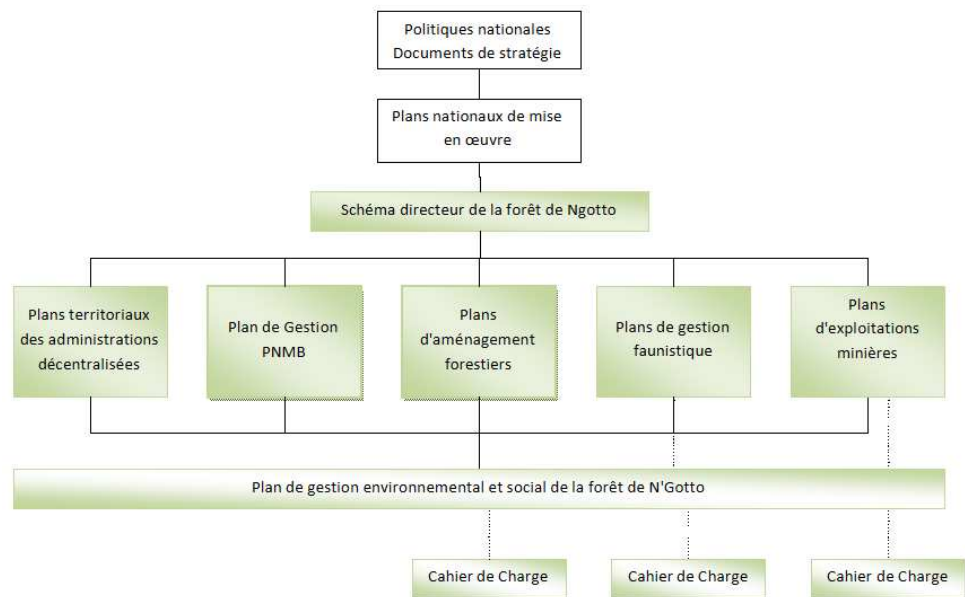 Politiques nationales
Documents de stratégie
Plans nationaux de mise
en œuvre
Schéma directeur de la forêt de Ngotto
Plans territoriaux
des administrations
décentralisées
Plan de Gestion
PNMB
Plans
d'aménagement
forestiers
Plans de gestion
faunistique
Plans
d'exploitations
minières
Plan de gestion environnemental et social de la forêt de N'Gotto
Cahier de Charge
Cahier de Charge
Cahier de Charge